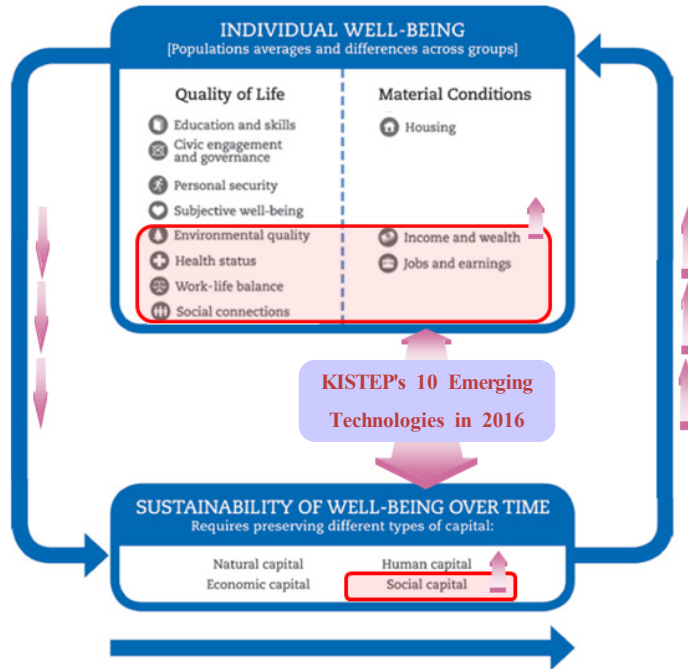 INDIVIDUAL WELL-BEING
[Populations averages and differences across groups]
Quality of Life
Education and skills
Civic engagement
and governance
Personal security
Subjective well-being
Environmental quality
Health status
Work-life balance
Social connections
Material Conditions
Housing
Income and wealth
Jobs and earnings
KISTEP's 10 Emerging
Technologies in 2016
SUSTAINABILITY OF WELL-BEING OVER TIME
Requires preserving different types of capital:
Natural capital
Human capital
Economic capital
Social capital